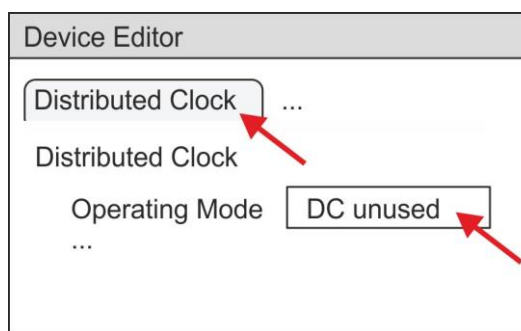 Device Editor
Distributed Clock ...
Distributed Clock
Operating Mode DC unused
...